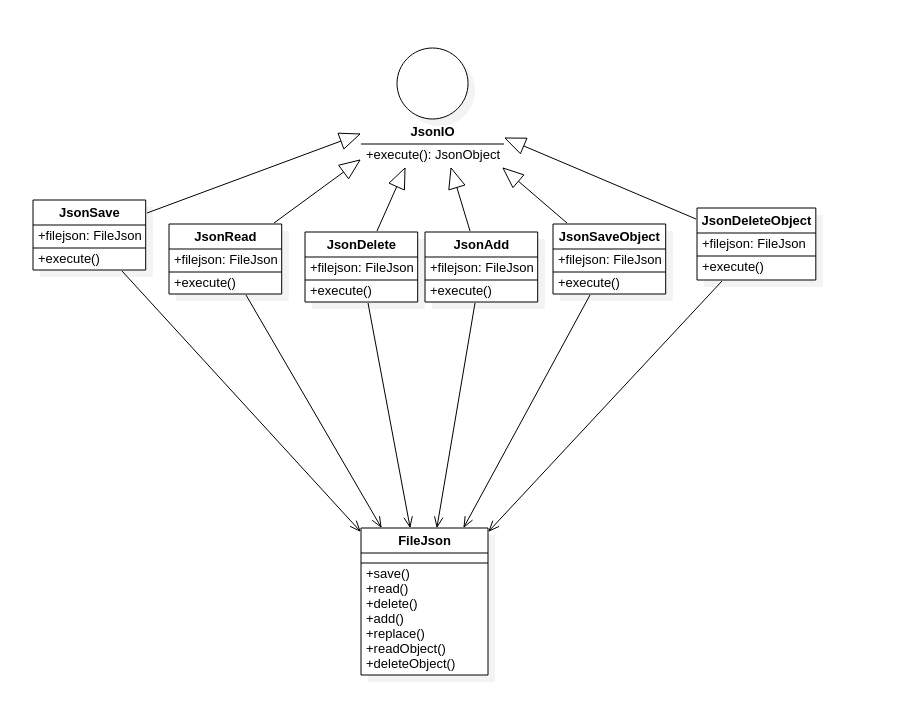 JsonIO
+execute(): JsonObject
JsonSave
+filejson: FileJson
+execute()
JsonRead
+filejson: FileJson
+execute()
JsonDelete
+filejson: FileJson
+execute()
JsonAdd
+filejson: FileJson
+execute()
JsonSaveObject
+filejson: FileJson
+execute()
JsonDeleteObject
+filejson: FileJson
+execute()
FileJson
+save()
+read()
+delete()
+add()
+replace()
+readObject()
+deleteObject()